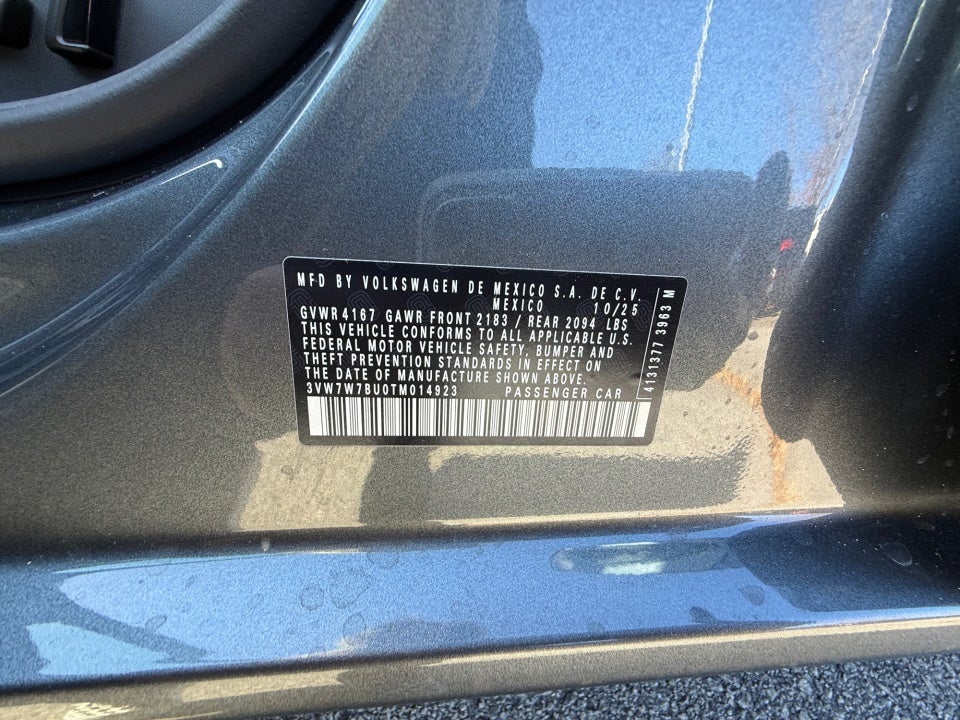 MFD BY VOLKSWAGEN DE MEXICO S.A. DE C.V.
MEXICO 10/25
GVWR 4167 GAWR FRONT 2183 / REAR 2094 LBS
THIS VEHICLE CONFORMS TO ALL APPLICABLE U.S.
FEDERAL MOTOR VEHICLE SAFETY, BUMPER AND
THEFT PREVENTION STANDARDS IN EFFECT ON
THE DATE OF MANUFACTURE SHOWN ABOVE.
3VW7W7BU0TM014923 PASSENGER CAR
4131377 3963 M